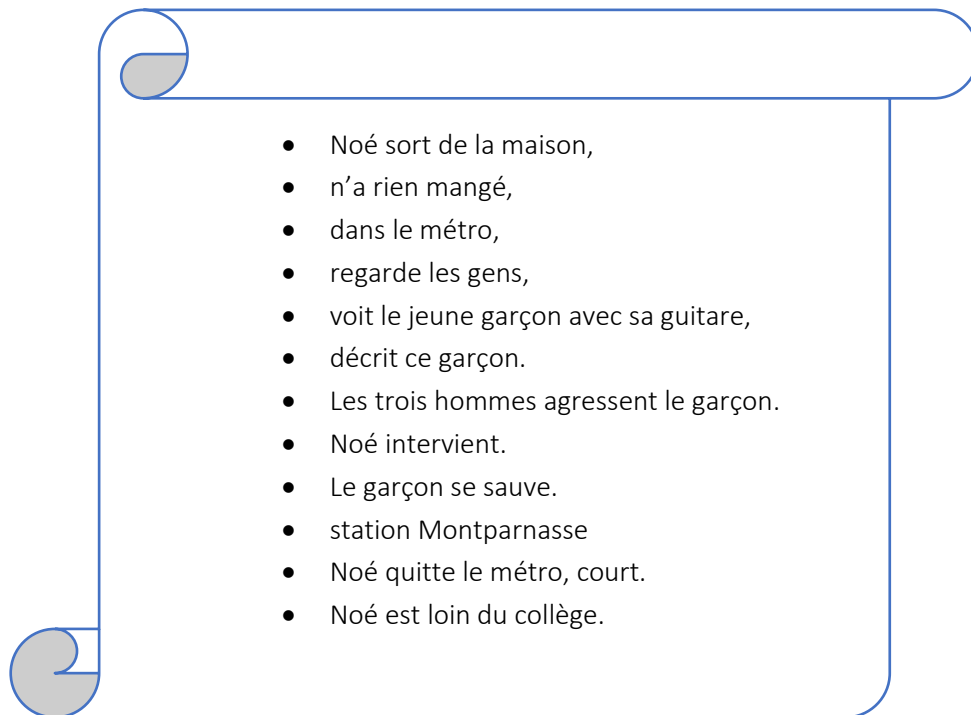 • Noé sort de la maison,
• n’a rien mangé,
• dans le métro,
• regarde les gens,
• voit le jeune garçon avec sa guitare,
• décrit ce garçon.
• Les trois hommes agressent le garçon.
• Noé intervient.
• Le garçon se sauve.
• station Montparnasse
• Noé quitte le métro, court.
• Noé est loin du collège.